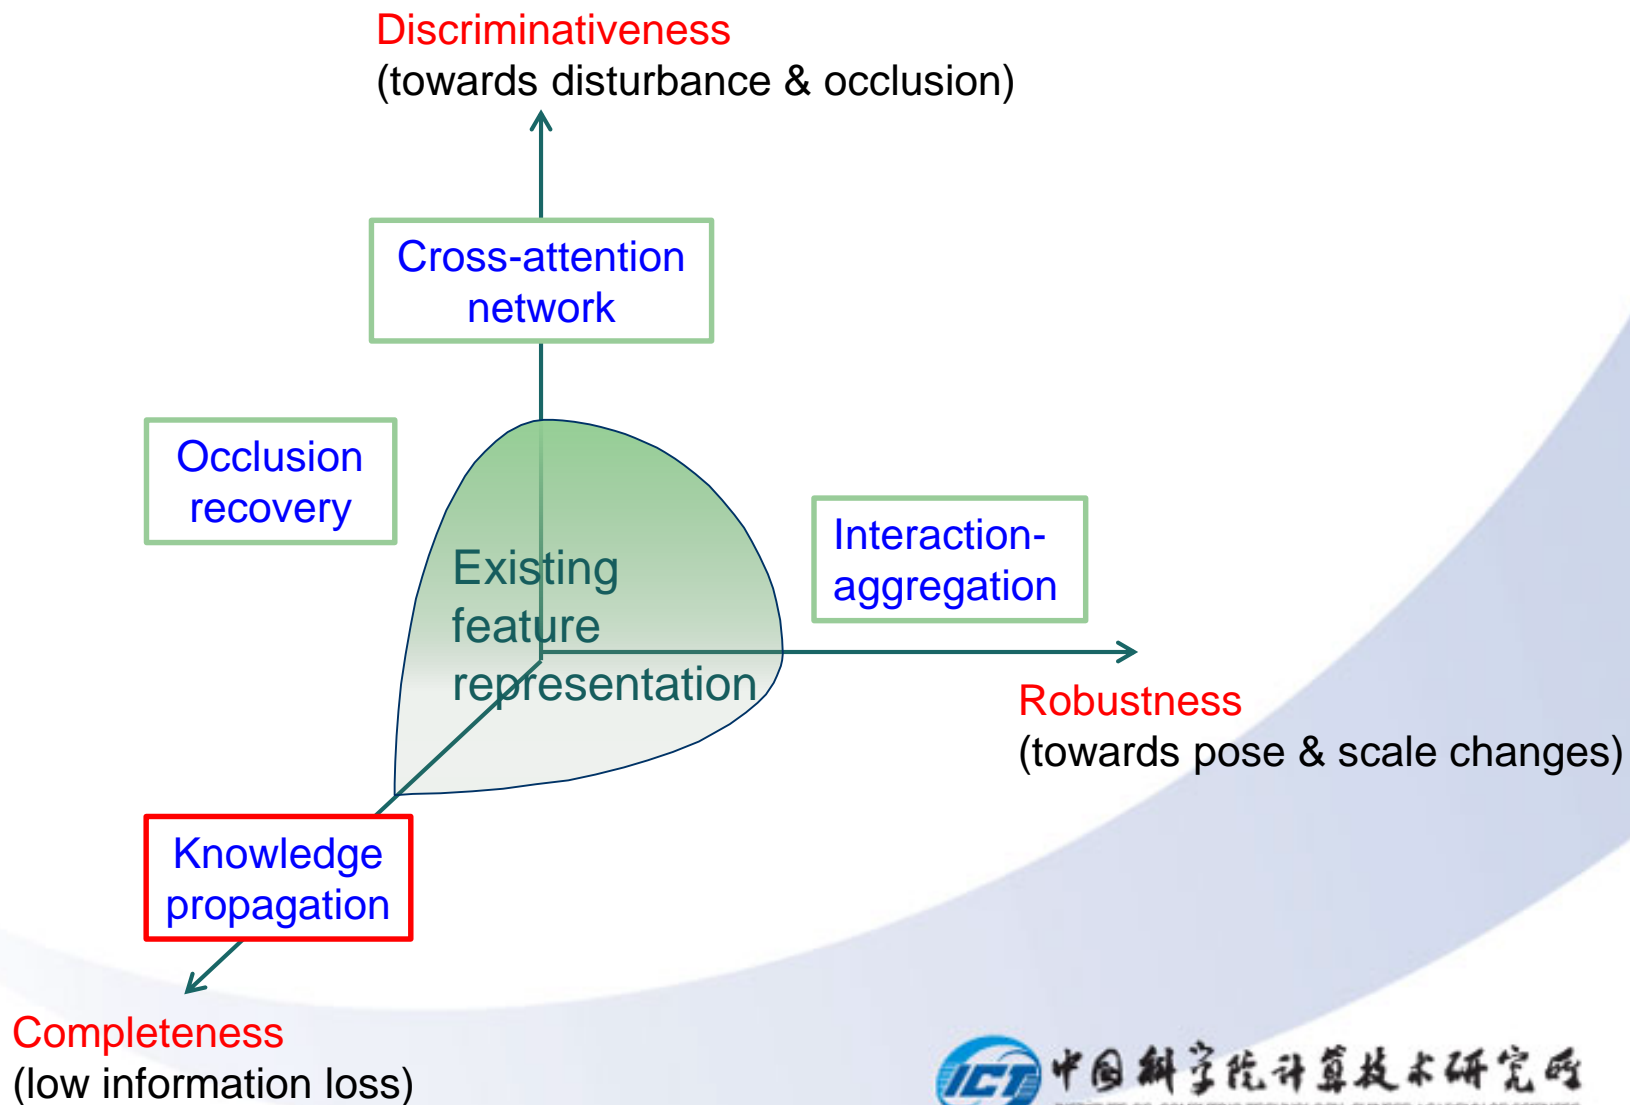 Discriminativeness
(towards disturbance & occlusion)
Cross-attention
network
Occlusion
recovery
Interaction-
aggregation
Existing
feature
representation
Robustness
(towards pose & scale changes)
Knowledge
propagation
Completeness
(low information loss)
ICT 中国科学院计算技术研究所